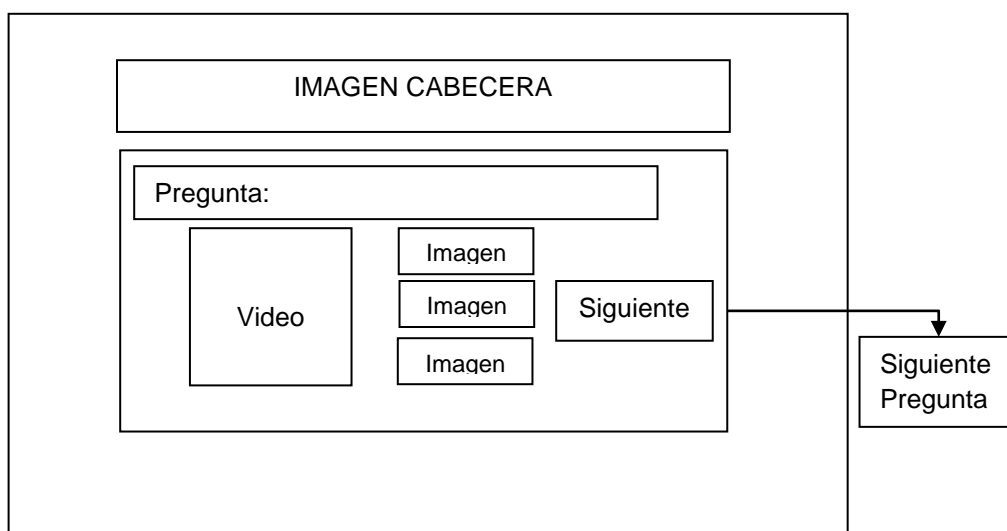 IMAGEN CABECERA
Pregunta:
Video
Imagen
Imagen
Imagen
Siguiente
Siguiente
Pregunta